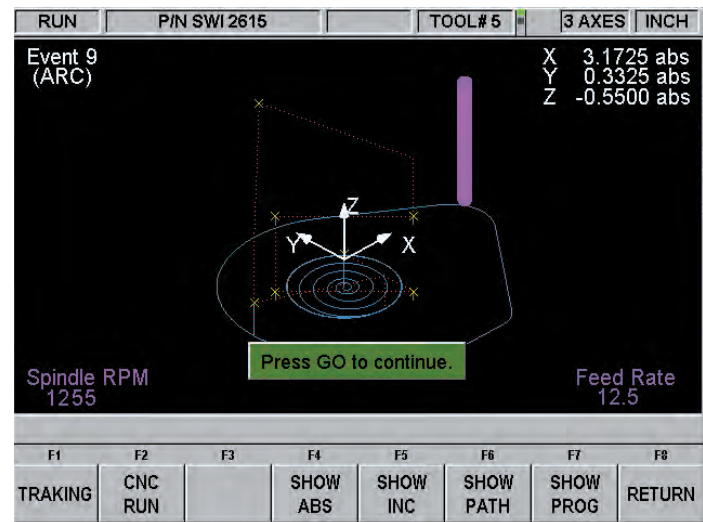 RUN P/N SWI 2615 TOOL# 5 3 AXES INCH
Event 9
(ARC)
X 3.1725 abs
Y 0.3325 abs
Z -0.5500 abs
Z
Y X
Press GO to continue.
Spindle RPM
1255
Feed Rate
12.5
F1 F2 F3 F4 F5 F6 F7 F8
TRAKING
CNC
RUN
SHOW
ABS
SHOW
INC
SHOW
PATH
SHOW
PROG
RETURN